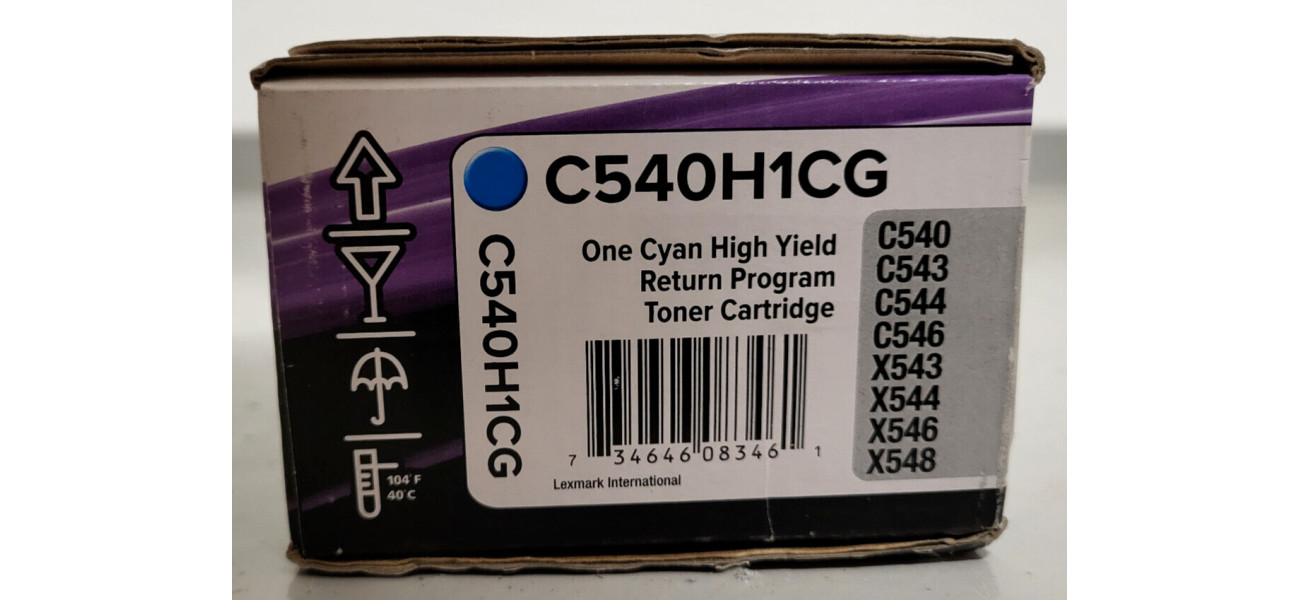 C540H1CG
C540H1CG
One Cyan High Yield
Return Program
Toner Cartridge
7 34646 08346 1
Lexmark International
C540
C543
C544
C546
X543
X544
X546
X548
104°F
40°C